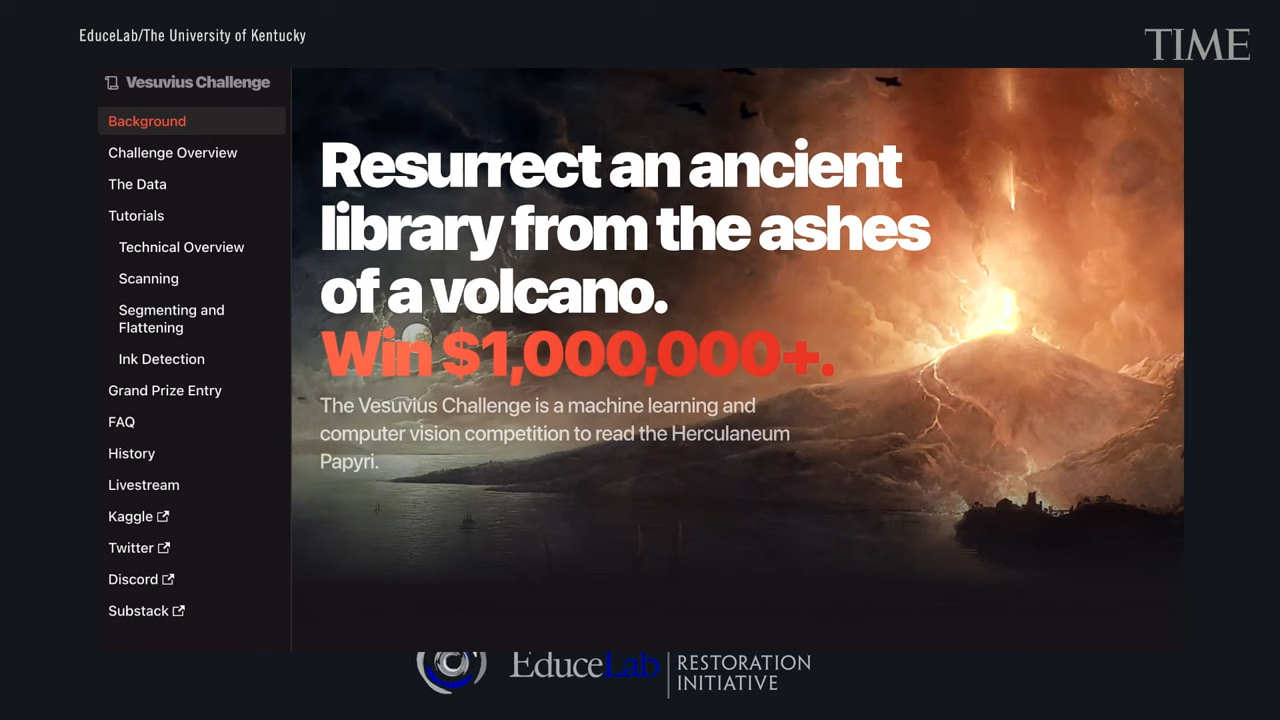 EduceLab/The University of Kentucky
TIME
Vesuvius Challenge
Background
Challenge Overview
The Data
Tutorials
Technical Overview
Scanning
Segmenting and
Flattening
Ink Detection
Grand Prize Entry
FAQ
History
Livestream
Kaggle
Twitter
Discord
Substack
Resurrect an ancient
library from the ashes
of a volcano.
Win $1,000,000+.
The Vesuvius Challenge is a machine learning and
computer vision competition to read the Herculaneum
Papyri.
EduceLab
RESTORATION
INITIATIVE